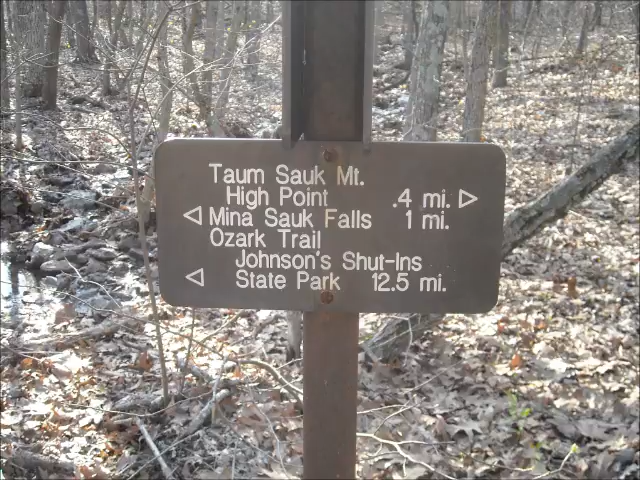 Taum Sauk Mt.
High Point .4 mi. ▷
◁ Mina Sauk Falls 1 mi.
Ozark Trail
Johnson's Shut-Ins
◁ State Park 12.5 mi.